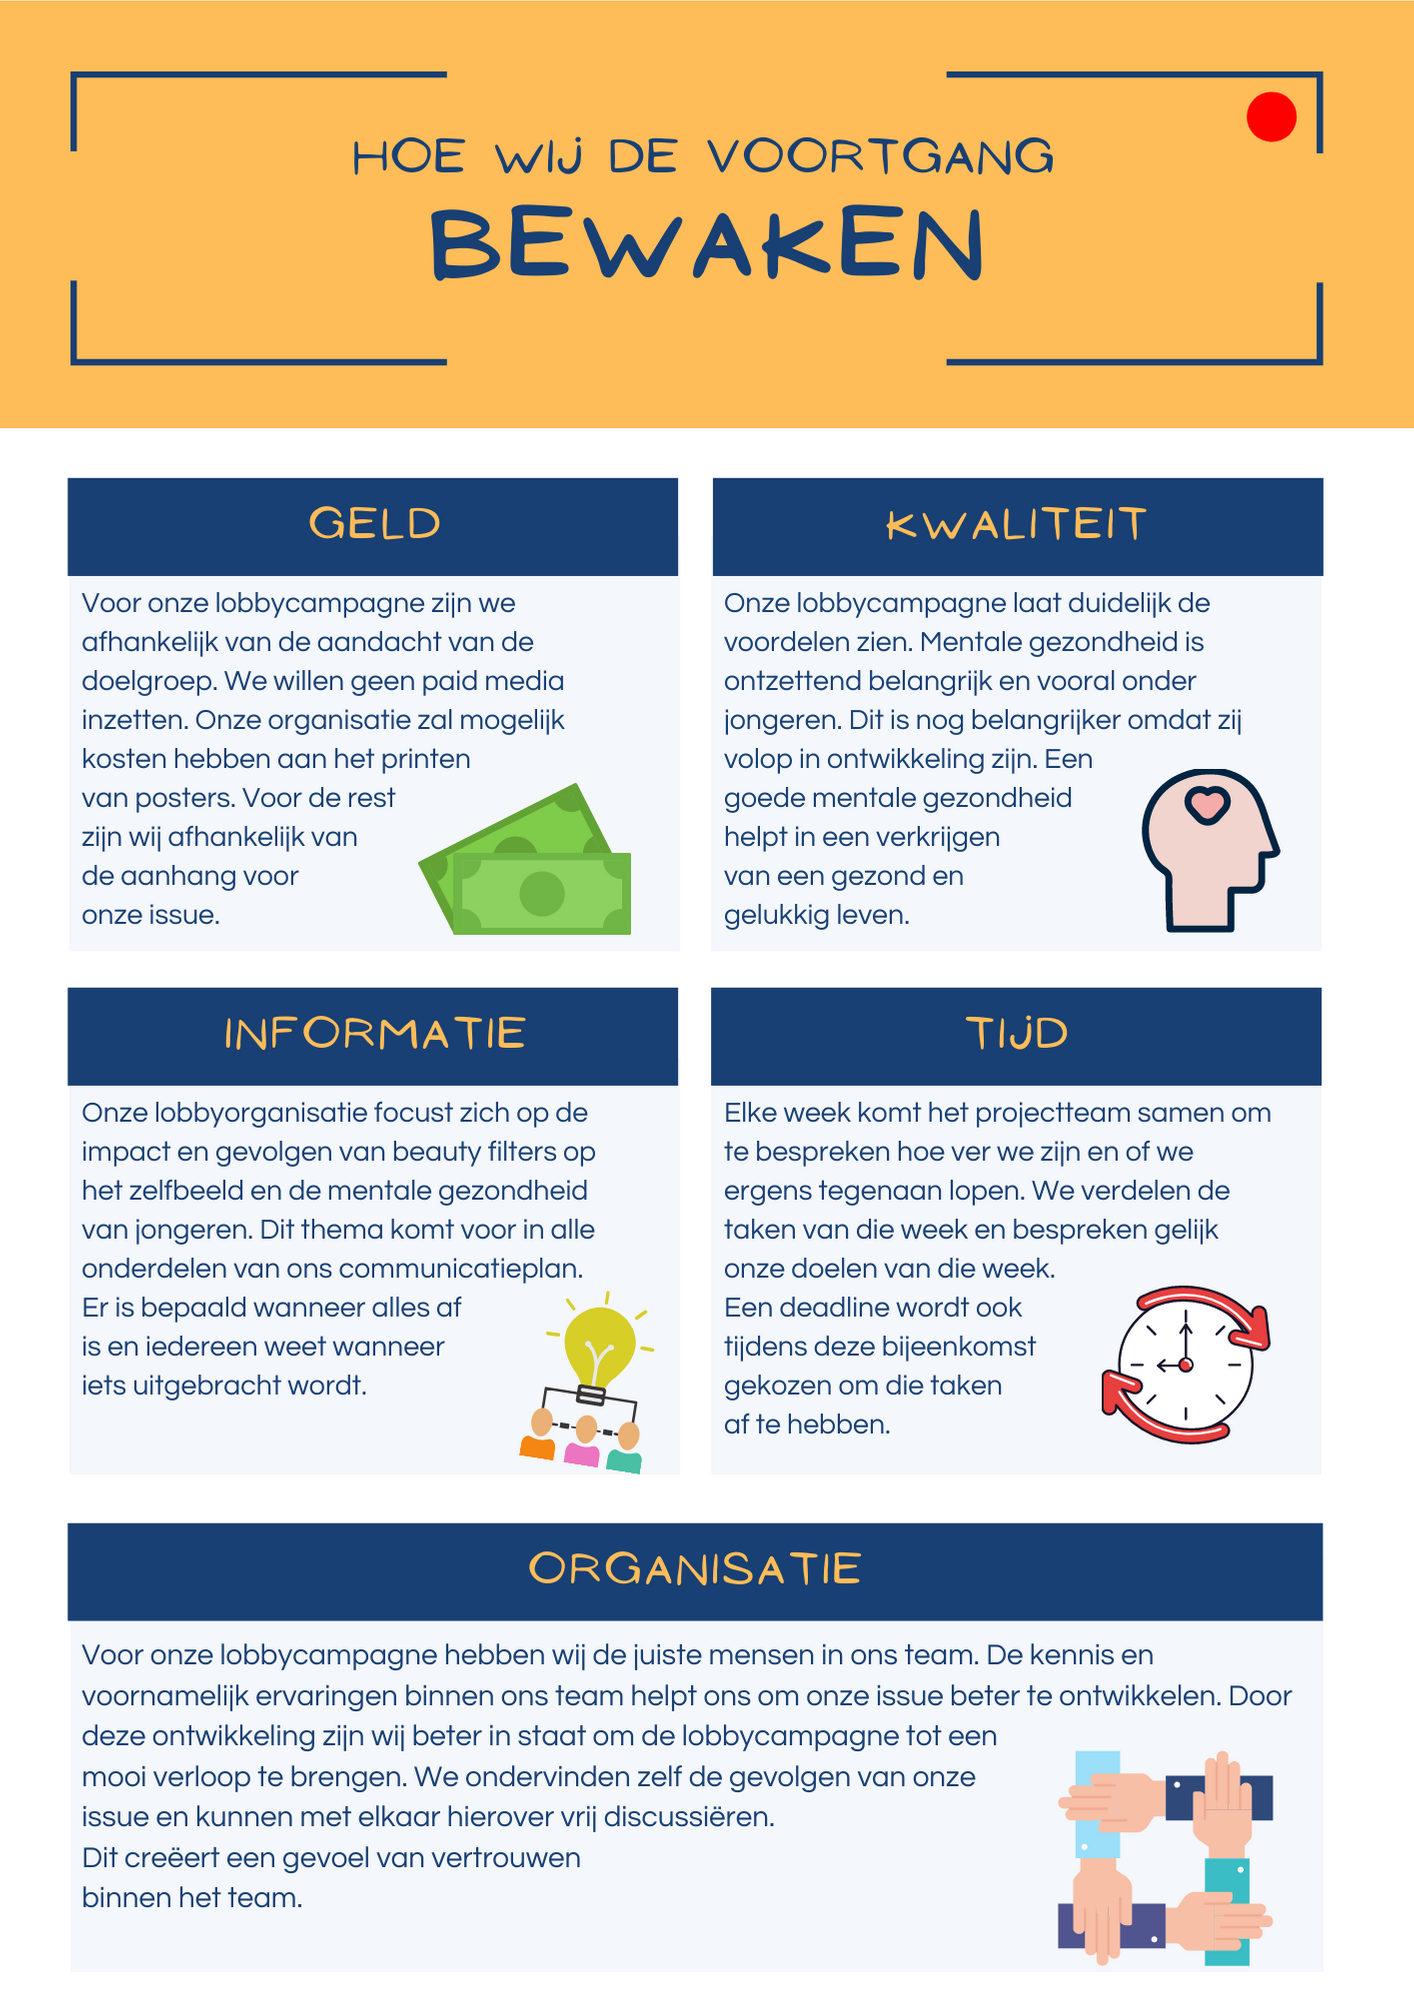 HOE WIJ DE VOORTGANG
BEWAKEN
GELD
Voor onze lobbycampagne zijn we
afhankelijk van de aandacht van de
doelgroep. We willen geen paid media
inzetten. Onze organisatie zal mogelijk
kosten hebben aan het printen
van posters. Voor de rest
zijn wij afhankelijk van
de aanhang voor
onze issue.
KWALITEIT
Onze lobbycampagne laat duidelijk de
voordelen zien. Mentale gezondheid is
ontzettend belangrijk en vooral onder
jongeren. Dit is nog belangrijker omdat zij
volop in ontwikkeling zijn. Een
goede mentale gezondheid
helpt in een verkrijgen
van een gezond en
gelukkig leven.
INFORMATIE
Onze lobbyorganisatie focust zich op de
impact en gevolgen van beauty filters op
het zelfbeeld en de mentale gezondheid
van jongeren. Dit thema komt voor in alle
onderdelen van ons communicatieplan.
Er is bepaald wanneer alles af
is en iedereen weet wanneer
iets uitgebracht wordt.
TIJD
Elke week komt het projectteam samen om
te bespreken hoe ver we zijn en of we
ergens tegenaan lopen. We verdelen de
taken van die week en bespreken gelijk
onze doelen van die week.
Een deadline wordt ook
tijdens deze bijeenkomst
gekozen om die taken
af te hebben.
ORGANISATIE
Voor onze lobbycampagne hebben wij de juiste mensen in ons team. De kennis en
voornamelijk ervaringen binnen ons team helpt ons om onze issue beter te ontwikkelen. Door
deze ontwikkeling zijn wij beter in staat om de lobbycampagne tot een
mooi verloop te brengen. We ondervinden zelf de gevolgen van onze
issue en kunnen met elkaar hierover vrij discussiëren.
Dit creëert een gevoel van vertrouwen
binnen het team.